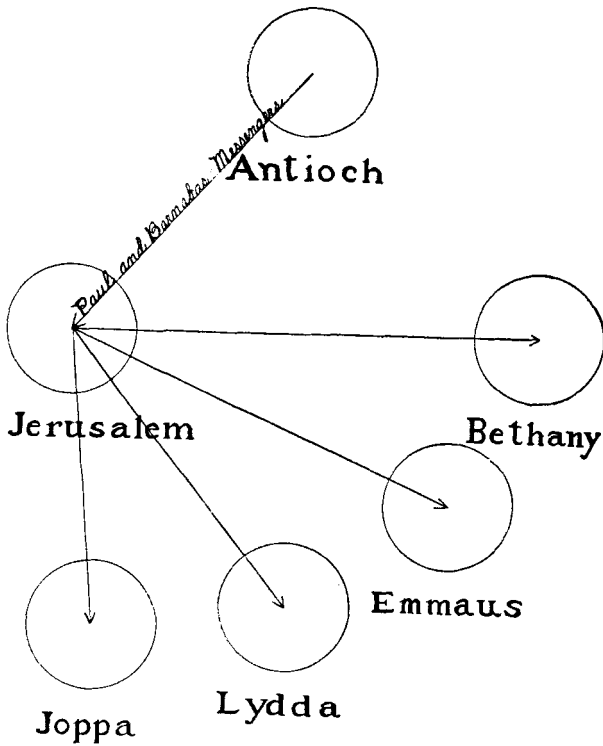 Antioch
Paul and Barnabas Messengers
Jerusalem
Bethany
Emmaus
Lydda
Joppa